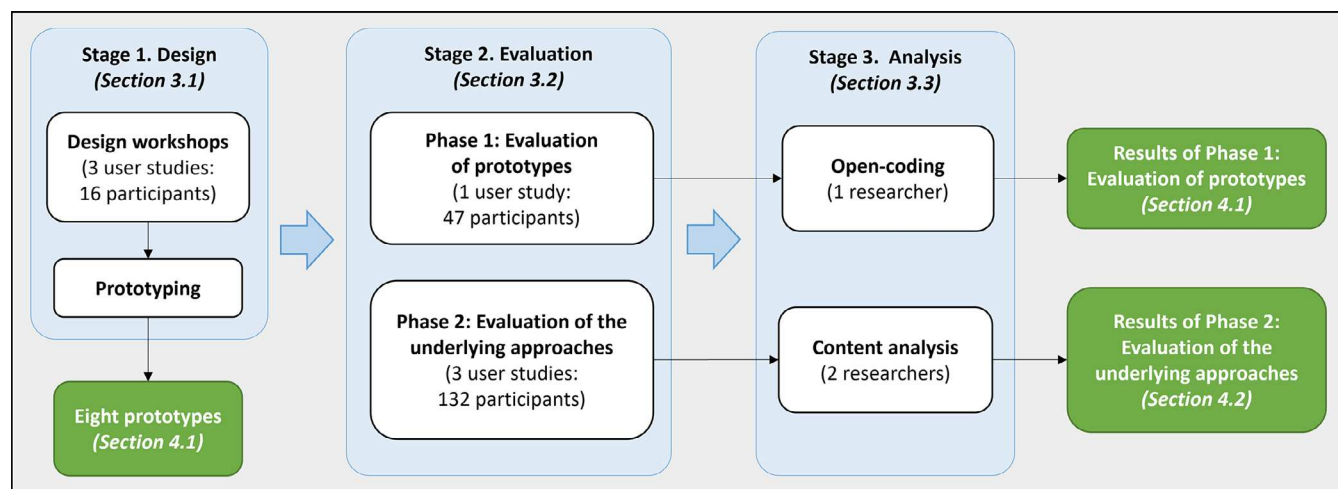 Stage 1. Design
(Section 3.1)
Design workshops
(3 user studies:
16 participants)
Prototyping
Eight prototypes
(Section 4.1)
Stage 2. Evaluation
(Section 3.2)
Phase 1: Evaluation
of prototypes
(1 user study:
47 participants)
Phase 2: Evaluation of the
underlying approaches
(3 user studies:
132 participants)
Stage 3. Analysis
(Section 3.3)
Open-coding
(1 researcher)
Content analysis
(2 researchers)
Results of Phase 1:
Evaluation of prototypes
(Section 4.1)
Results of Phase 2:
Evaluation of the
underlying approaches
(Section 4.2)